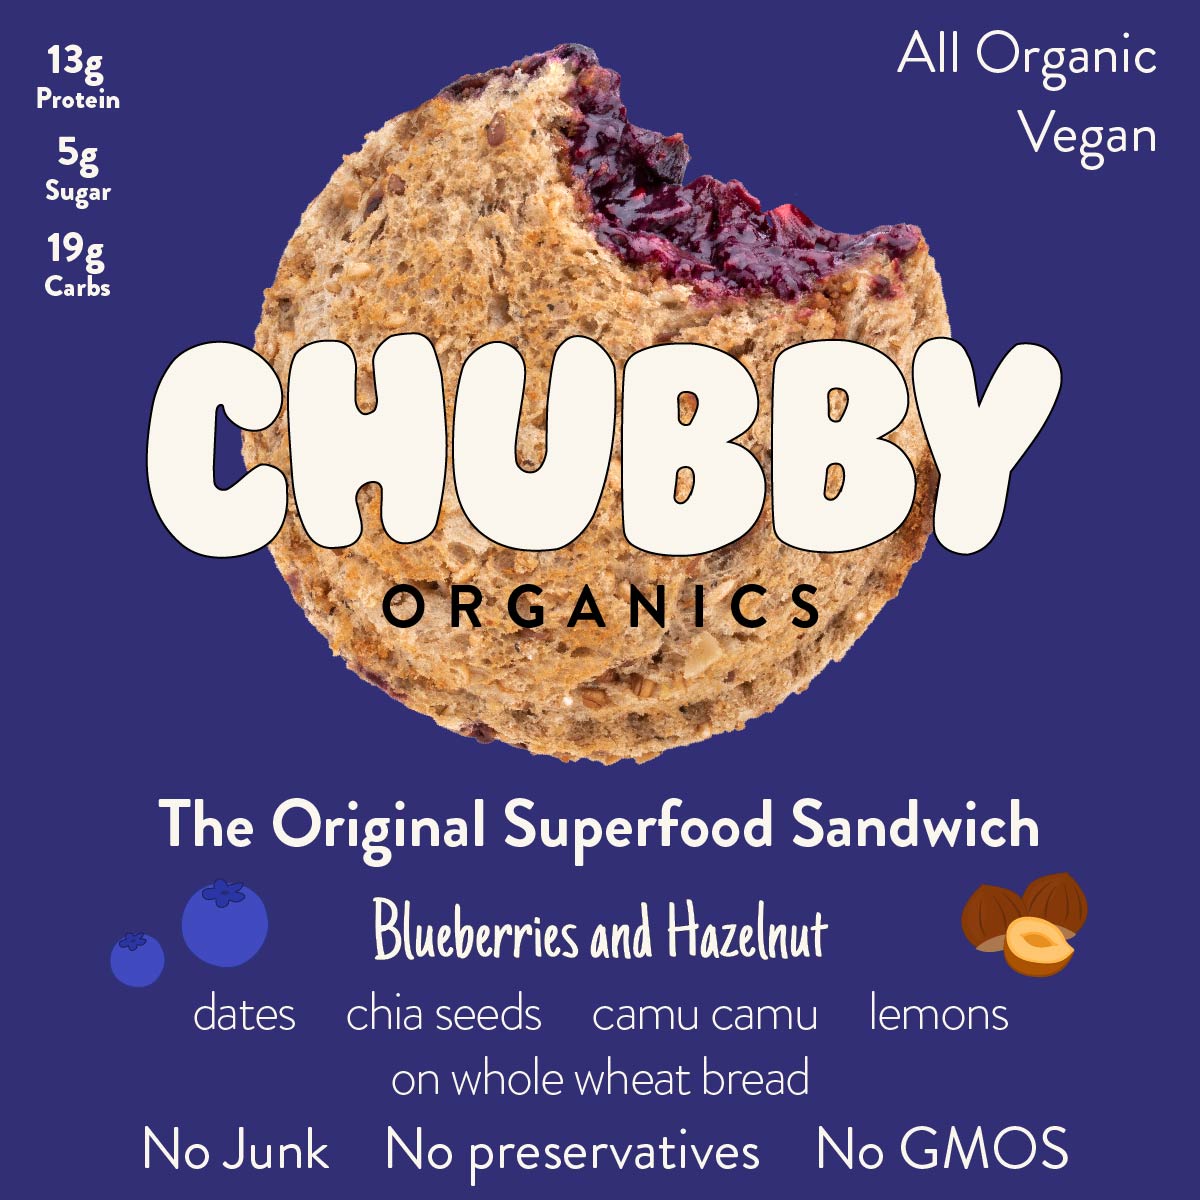 13g
Protein
5g
Sugar
19g
Carbs
All Organic
Vegan
CHUBBY
ORGANICS
The Original Superfood Sandwich
Blueberries and Hazelnut
dates chia seeds camu camu lemons
on whole wheat bread
No Junk No preservatives No GMOS